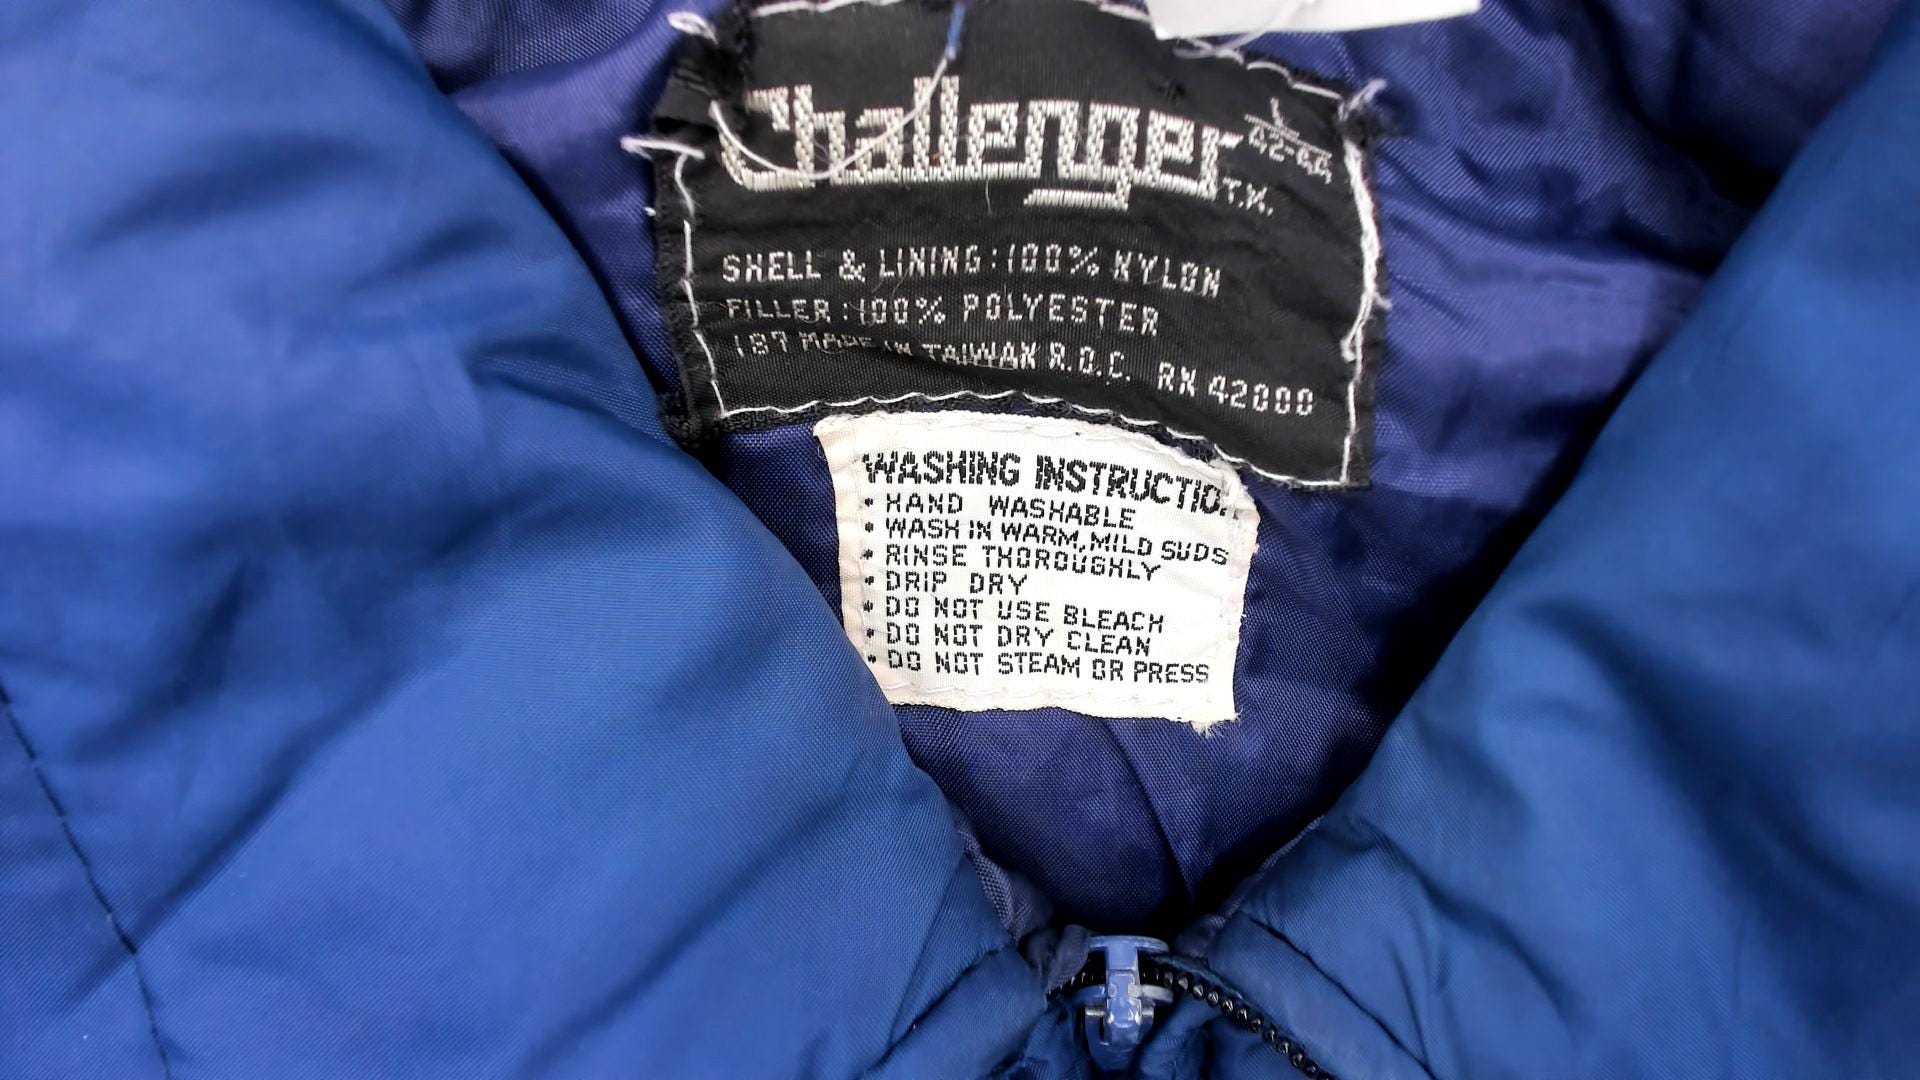 Challenger T.K.
L
42-44
SHELL & LINING:100% NYLON
FILLER:100% POLYESTER
187 MADE IN TAIWAN R.O.C. RN 42000
WASHING INSTRUCTION
• HAND WASHABLE
• WASH IN WARM, MILD SUDS
• RINSE THOROUGHLY
• DRIP DRY
• DO NOT USE BLEACH
• DO NOT DRY CLEAN
• DO NOT STEAM OR PRESS